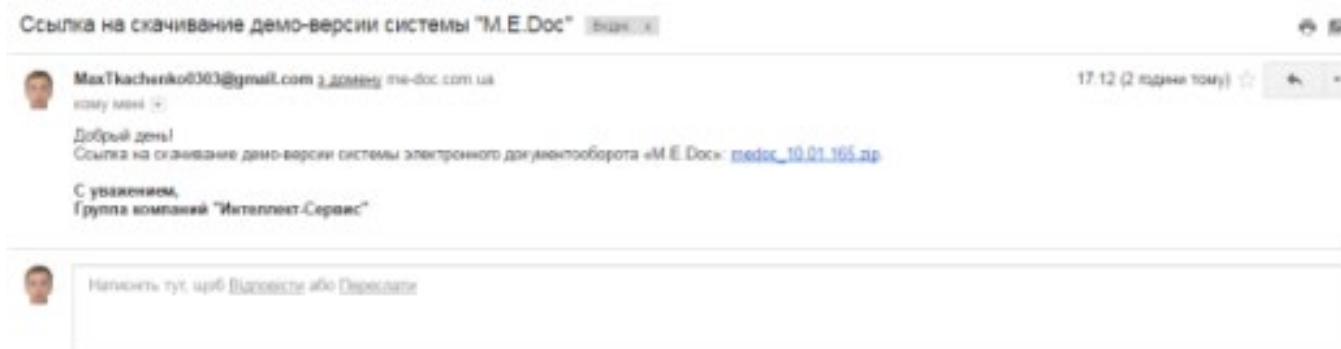 Ссылка на скачивание демо-версии системы "M.E.Doc"
MaxTkachenko0303@gmail.com з домену me-doc.com.ua
17:12 (2 години тому)
кому мені
Добрый день!
Ссылка на скачивание демо-версии системы электронного документооборота «M.E.Doc»: medoc_10.01.165.zip
С уважением,
Группа компаний "Интеллект-Сервис"
Натисніть тут, щоб Відповісти або Переслати